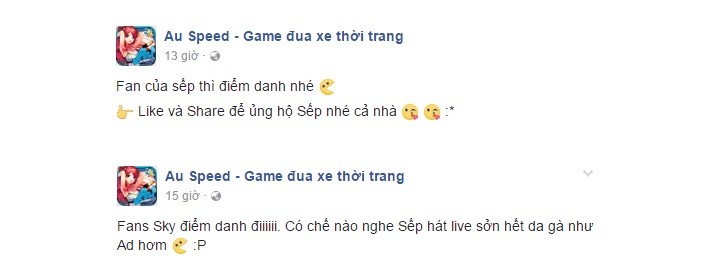 Au Speed - Game đua xe thời trang
13 giờ ·
Fan của sếp thì điểm danh nhé
👉 Like và Share để ủng hộ Sếp nhé cả nhà 😘 😘 :*
Au Speed - Game đua xe thời trang
15 giờ ·
Fans Sky điểm danh điiiiii. Có chế nào nghe Sếp hát live sởn hết da gà như
Ad hơm :P